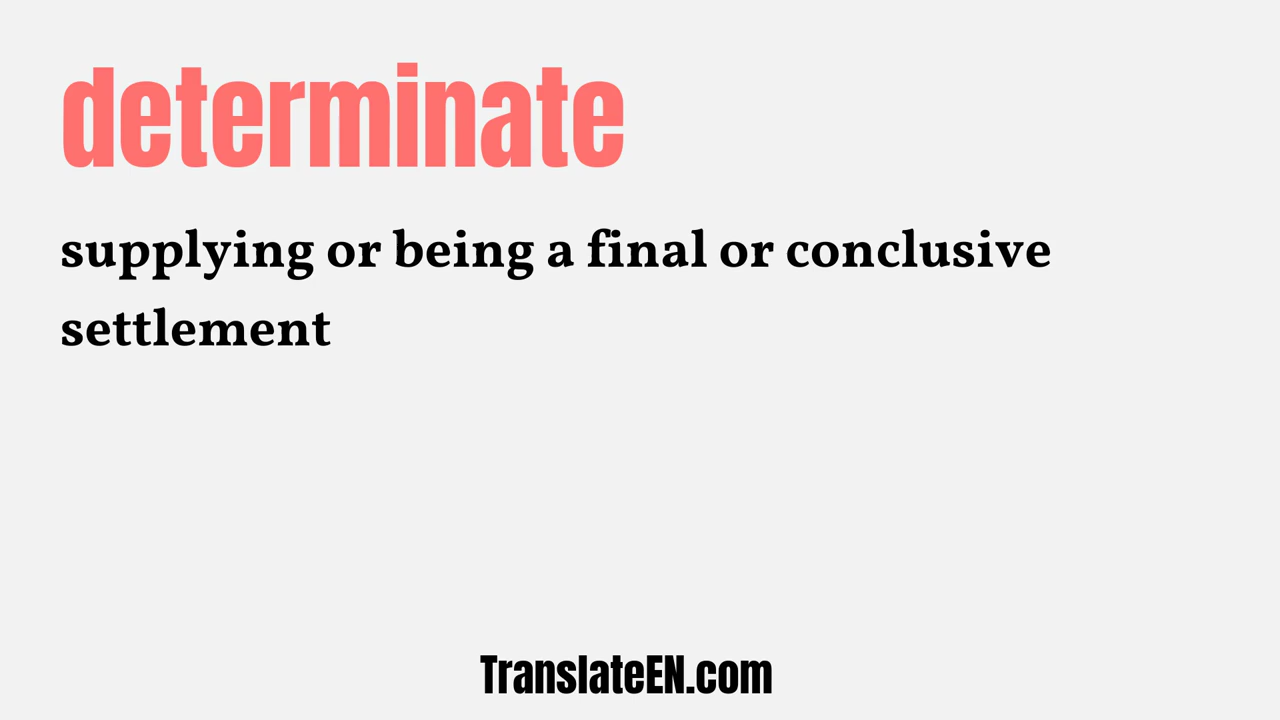 determinate
supplying or being a final or conclusive
settlement
TranslateEN.com